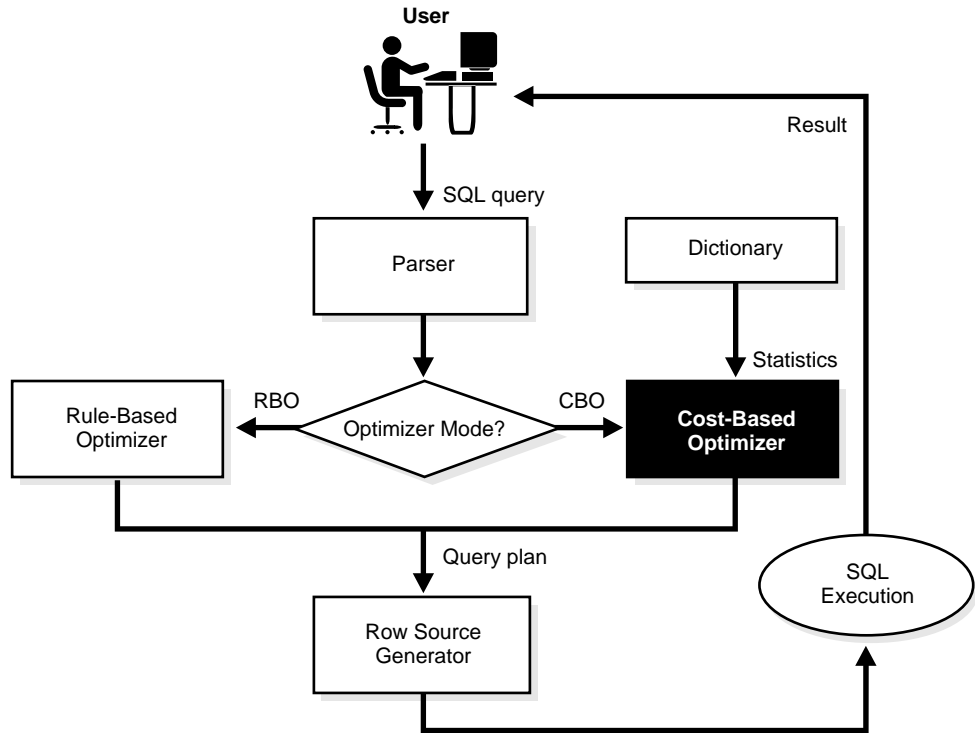 User
Result
SQL query
Parser
Dictionary
Statistics
RBO
CBO
Rule-Based
Optimizer
Optimizer Mode?
Cost-Based
Optimizer
Query plan
SQL
Execution
Row Source
Generator